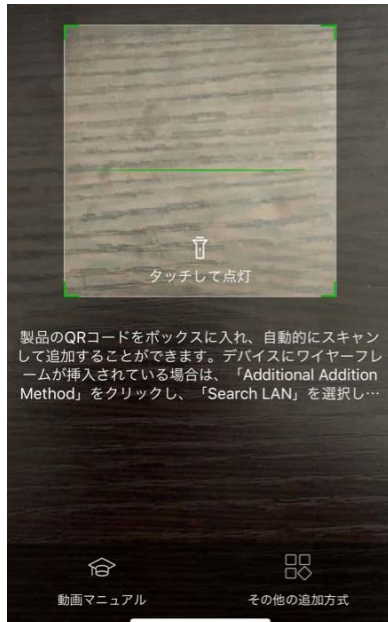 タッチして点灯
製品のQRコードをボックスに入れ、自動的にスキャン
して追加することができます。デバイスにワイヤーフレ
ームが挿入されている場合は、「Additional Addition
Method」をクリックし、「Search LAN」を選択し…
動画マニュアル
その他の追加方式